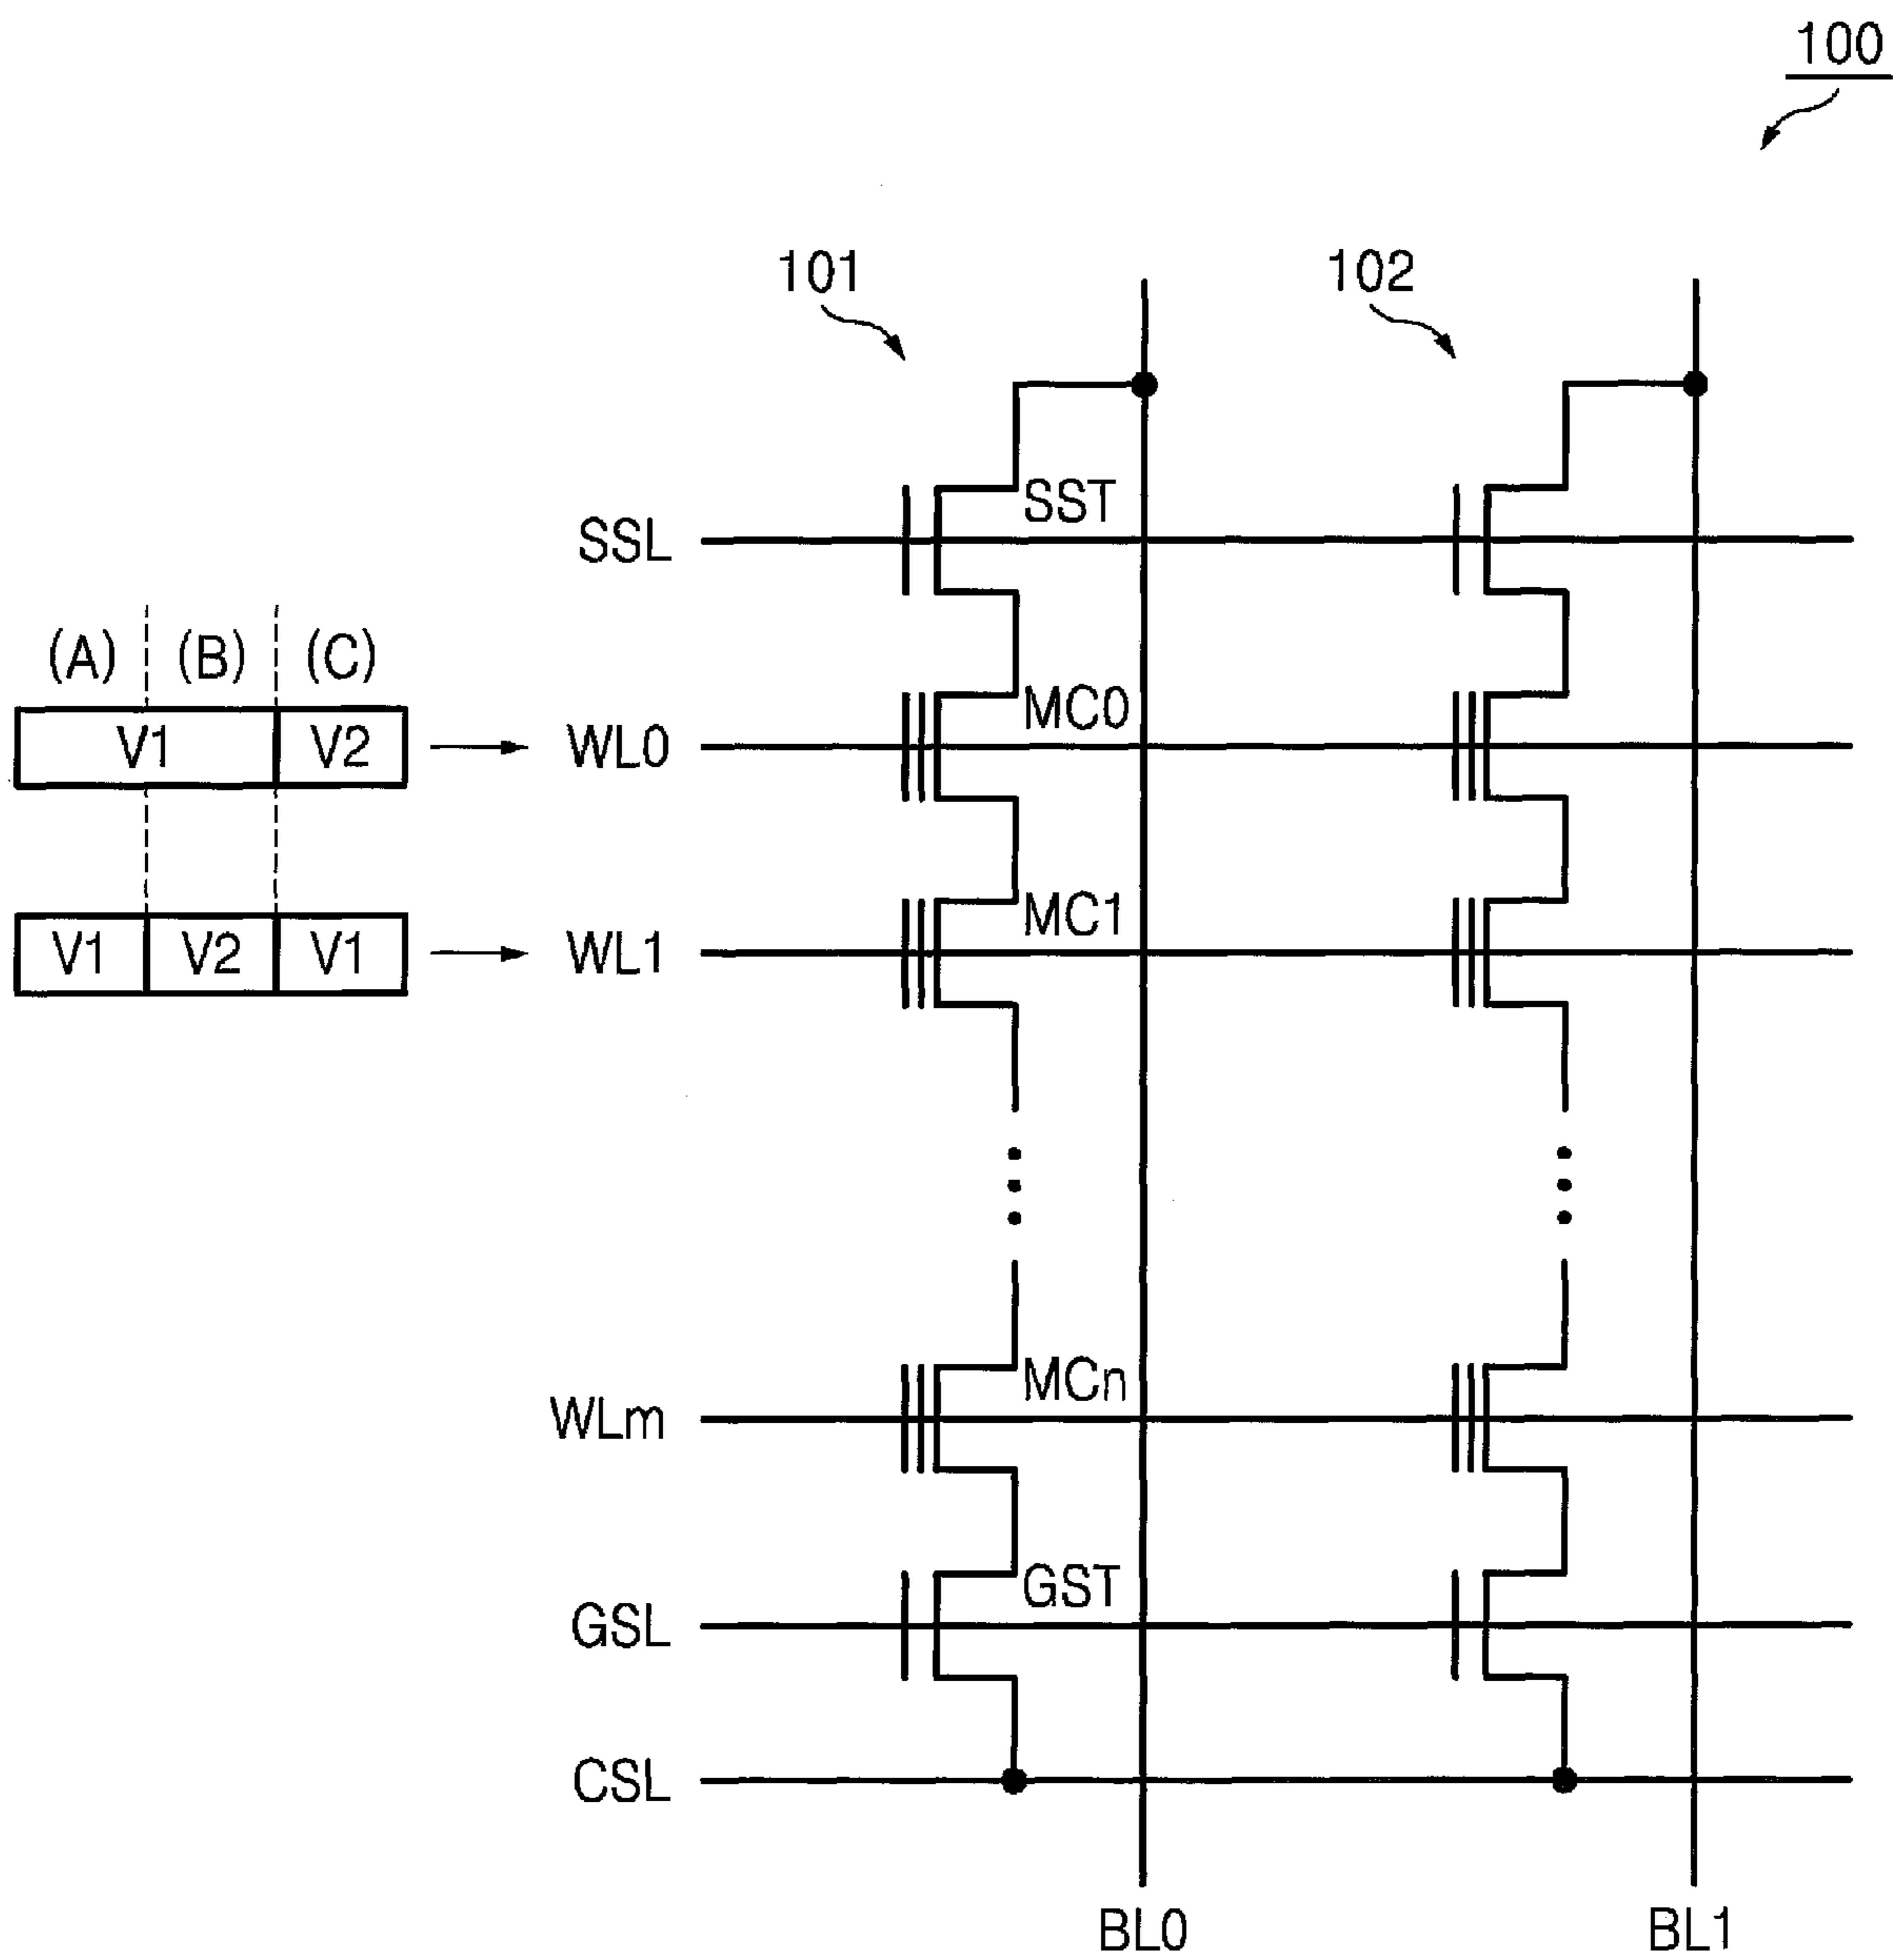 100
101 102
SST
SSL
(A) (B) (C)
MC0
V1 V2 WL0
MC1
V1 V2 V1 WL1
MCn
WLm
GST
GSL
CSL
BL0 BL1